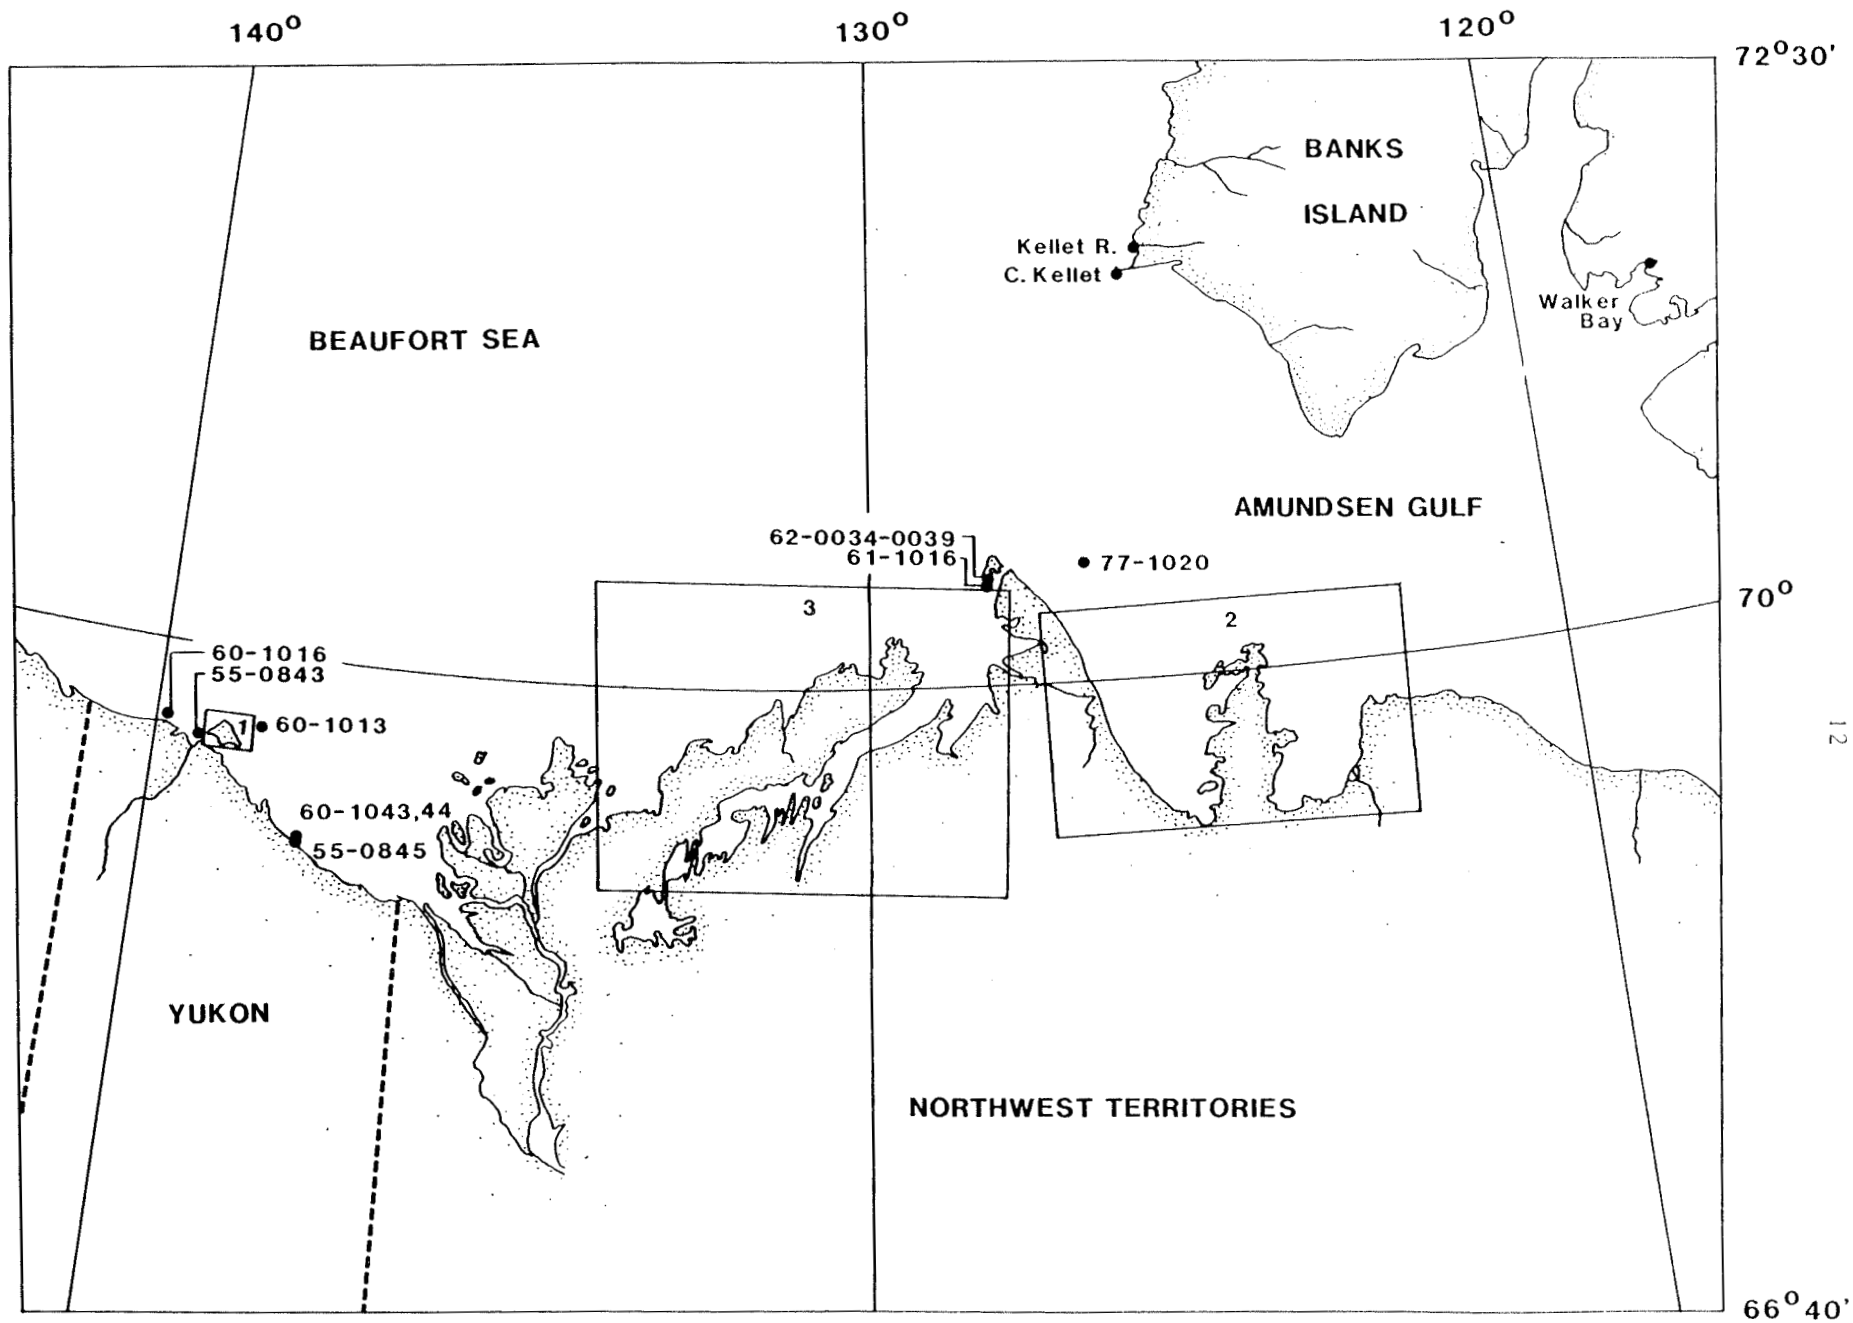 140° 130° 120°
72°30'
BANKS
ISLAND
Kellet R.
C. Kellet
Walker
Bay
BEAUFORT SEA
AMUNDSEN GULF
62-0034-0039
61-1016
77-1020
70°
3
2
60-1016
55-0843
1
60-1013
12
60-1043,44
55-0845
YUKON
NORTHWEST TERRITORIES
66°40'